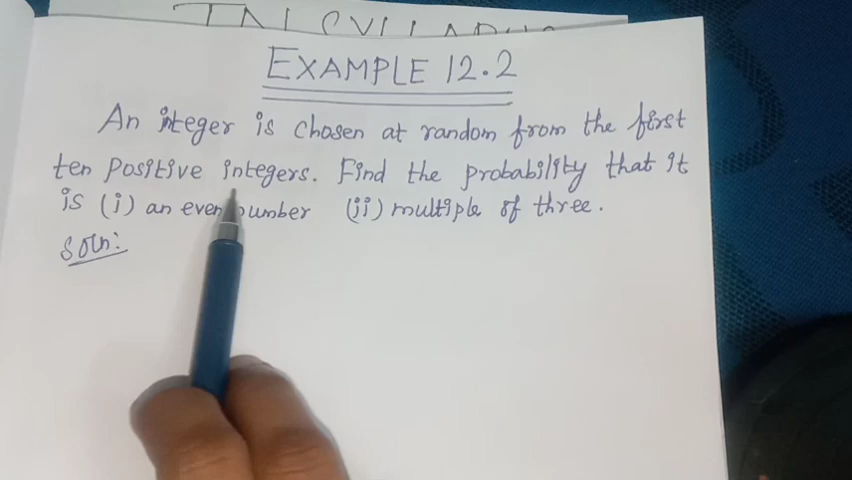 EXAMPLE 12.2
An integer is chosen at random from the first
ten positive integers. Find the probability that it
is (i) an even number (ii) multiple of three.
Soln: